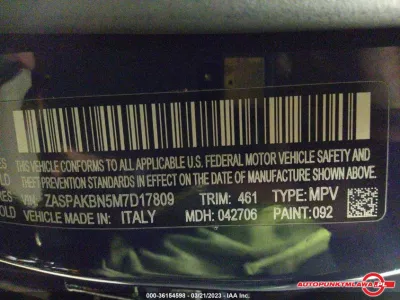 THIS VEHICLE CONFORMS TO ALL APPLICABLE U.S. FEDERAL MOTOR VEHICLE SAFETY AND
THEFT PREVENTION STANDARDS IN EFFECT ON THE DATE OF MANUFACTURE SHOWN ABOVE.
VIN: ZASPAKBN5M7D17809 TRIM: 461 TYPE: MPV
VEHICLE MADE IN: ITALY MDH: 042706 PAINT: 092
000-36154598 03/21/2023 © IAA Inc.
AUTOPUNKTMLAWA